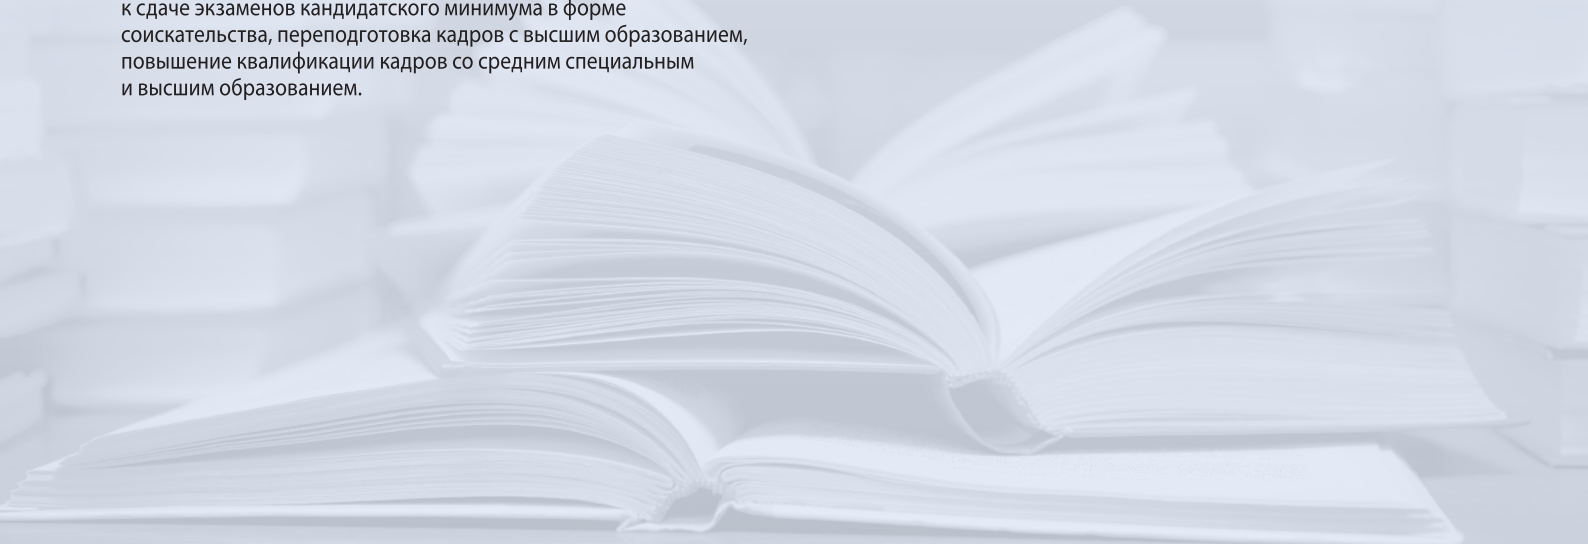 к сдаче экзаменов кандидатского минимума в форме
соискательства, переподготовка кадров с высшим образованием,
повышение квалификации кадров со средним специальным
и высшим образованием.